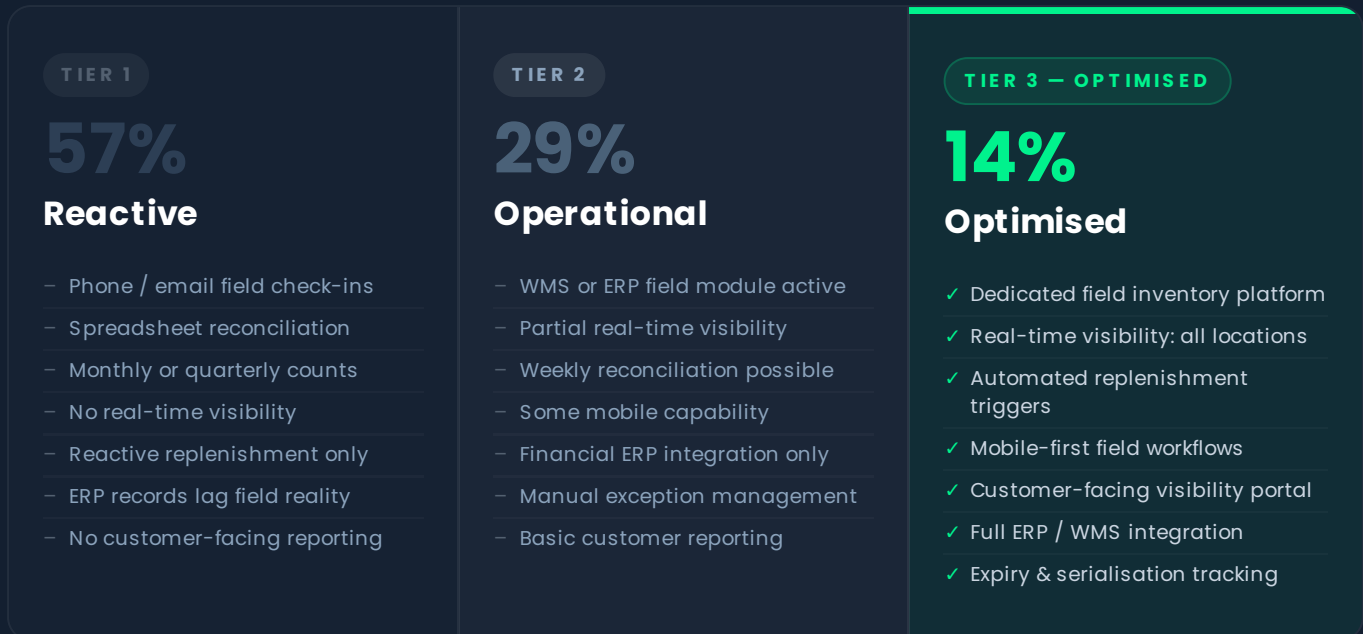 TIER 1
57%
Reactive
– Phone / email field check-ins
– Spreadsheet reconciliation
– Monthly or quarterly counts
– No real-time visibility
– Reactive replenishment only
– ERP records lag field reality
– No customer-facing reporting
TIER 2
29%
Operational
– WMS or ERP field module active
– Partial real-time visibility
– Weekly reconciliation possible
– Some mobile capability
– Financial ERP integration only
– Manual exception management
– Basic customer reporting
TIER 3 — OPTIMISED
14%
Optimised
✓ Dedicated field inventory platform
✓ Real-time visibility: all locations
✓ Automated replenishment
triggers
✓ Mobile-first field workflows
✓ Customer-facing visibility portal
✓ Full ERP / WMS integration
✓ Expiry & serialisation tracking